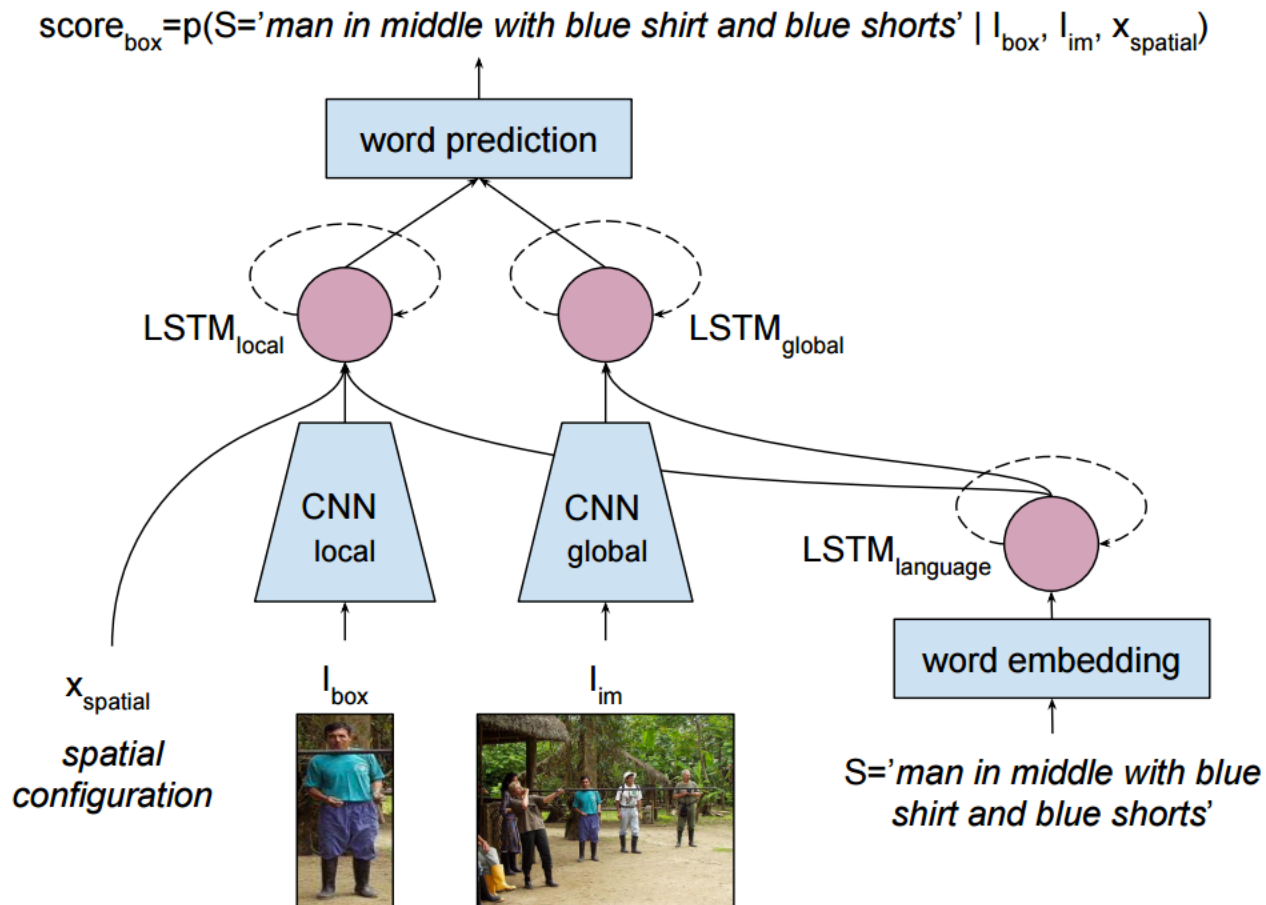 score_box=p(S='man in middle with blue shirt and blue shorts' | I_box, I_im, x_spatial)
word prediction
LSTM_local
LSTM_global
CNN
local
CNN
global
LSTM_language
word embedding
x_spatial
I_box
I_im
spatial
configuration
S='man in middle with blue
shirt and blue shorts'